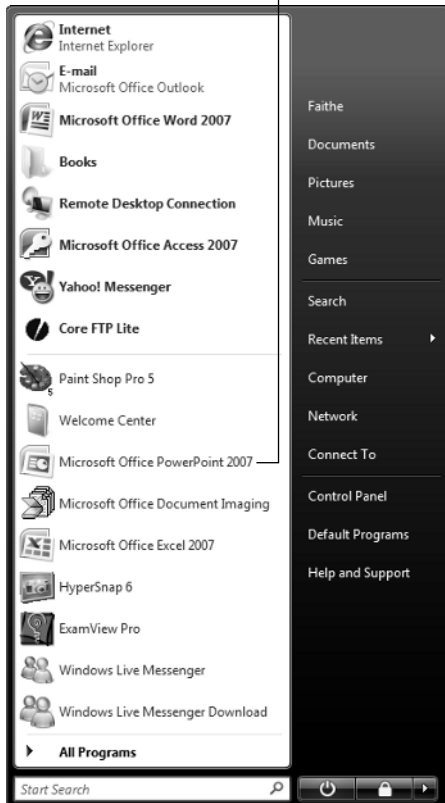 Internet
Internet Explorer
E-mail
Microsoft Office Outlook
Microsoft Office Word 2007
Books
Remote Desktop Connection
Microsoft Office Access 2007
Yahoo! Messenger
Core FTP Lite
5
Paint Shop Pro 5
Welcome Center
Microsoft Office PowerPoint 2007
Microsoft Office Document Imaging
Microsoft Office Excel 2007
HyperSnap 6
ExamView Pro
Windows Live Messenger
Windows Live Messenger Download
All Programs
Start Search
Faithe
Documents
Pictures
Music
Games
Search
Recent Items
Computer
Network
Connect To
Control Panel
Default Programs
Help and Support